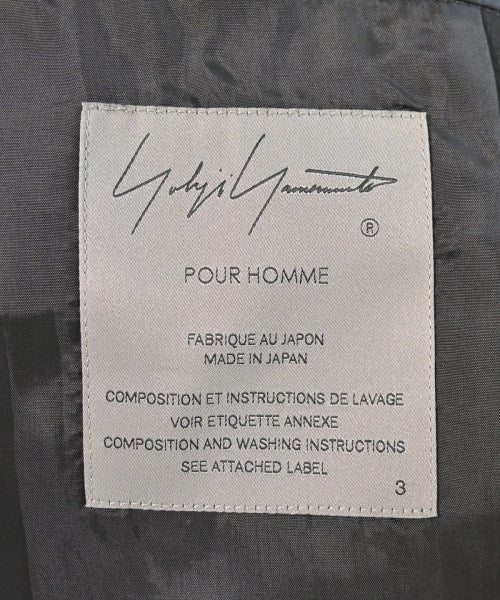 Yohji Yamamoto
®
POUR HOMME
FABRIQUE AU JAPON
MADE IN JAPAN
COMPOSITION ET INSTRUCTIONS DE LAVAGE
VOIR ETIQUETTE ANNEXE
COMPOSITION AND WASHING INSTRUCTIONS
SEE ATTACHED LABEL
3